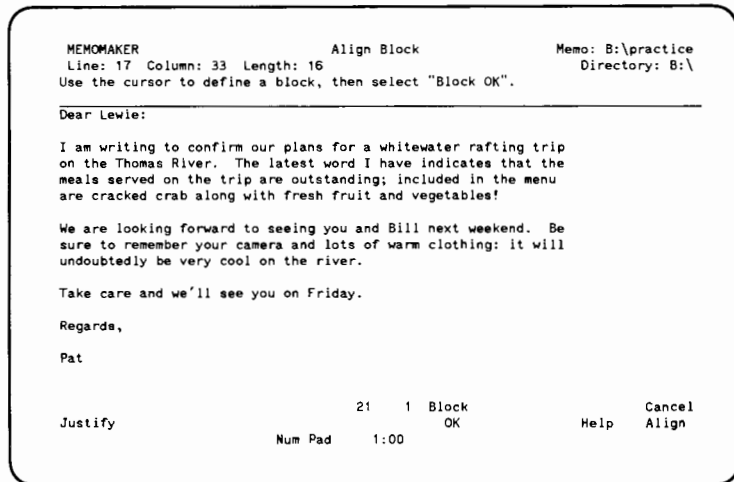 MEMOMAKER Align Block Memo: B:\practice
Line: 17 Column: 33 Length: 16 Directory: B:\
Use the cursor to define a block, then select "Block OK".
Dear Lewie:
I am writing to confirm our plans for a whitewater rafting trip
on the Thomas River. The latest word I have indicates that the
meals served on the trip are outstanding; included in the menu
are cracked crab along with fresh fruit and vegetables!
We are looking forward to seeing you and Bill next weekend. Be
sure to remember your camera and lots of warm clothing: it will
undoubtedly be very cool on the river.
Take care and we'll see you on Friday.
Regards,
Pat
21 1 Block Cancel
Justify OK Help Align
Num Pad 1:00